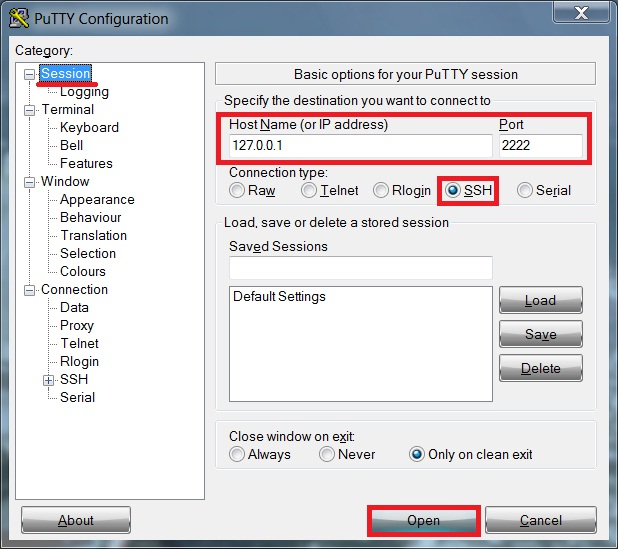 PuTTY Configuration
Category:
Session
Logging
Terminal
Keyboard
Bell
Features
Window
Appearance
Behaviour
Translation
Selection
Colours
Connection
Data
Proxy
Telnet
Rlogin
SSH
Serial
Basic options for your PuTTY session
Specify the destination you want to connect to
Host Name (or IP address) Port
127.0.0.1 2222
Connection type:
Raw Telnet Rlogin SSH Serial
Load, save or delete a stored session
Saved Sessions
Default Settings
Load
Save
Delete
Close window on exit:
Always Never Only on clean exit
About Open Cancel